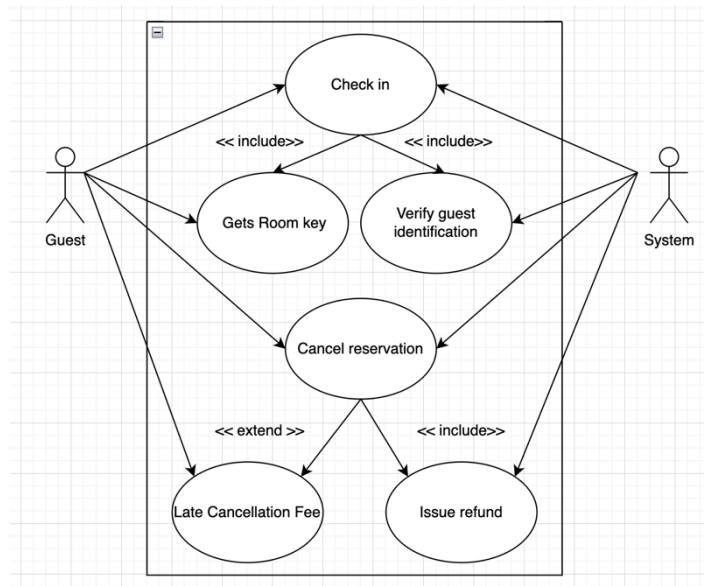 Check in
<< include>>
<< include>>
Guest
Gets Room key
Verify guest
identification
System
Cancel reservation
<< extend >>
<< include>>
Late Cancellation Fee
Issue refund